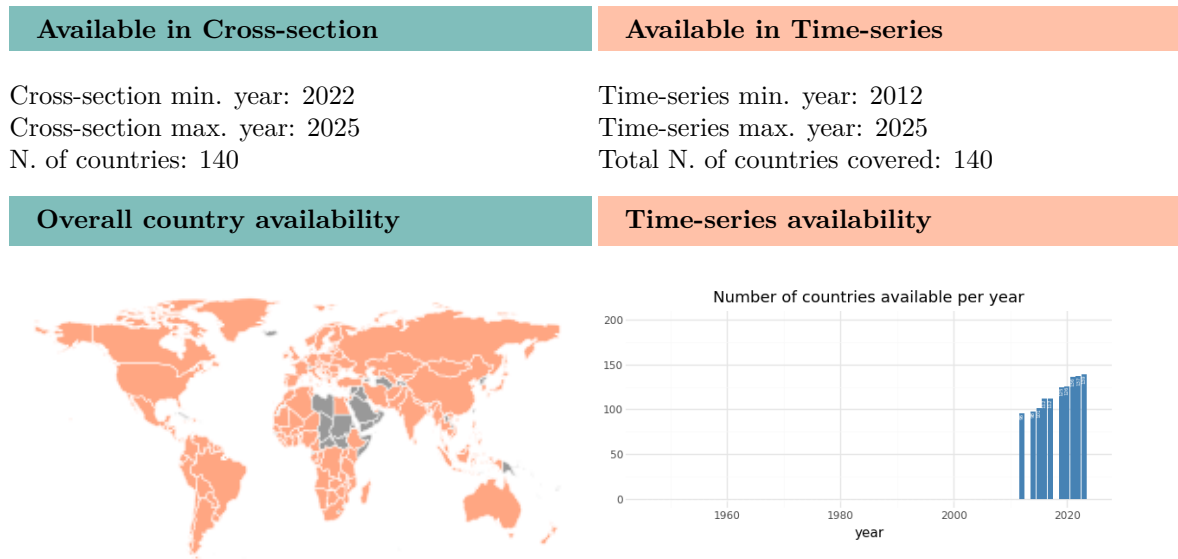 Available in Cross-section
Cross-section min. year: 2022
Cross-section max. year: 2025
N. of countries: 140
Available in Time-series
Time-series min. year: 2012
Time-series max. year: 2025
Total N. of countries covered: 140
Overall country availability
Time-series availability
Number of countries available per year
200
150
100
50
0
1960 1980 2000 2020
year